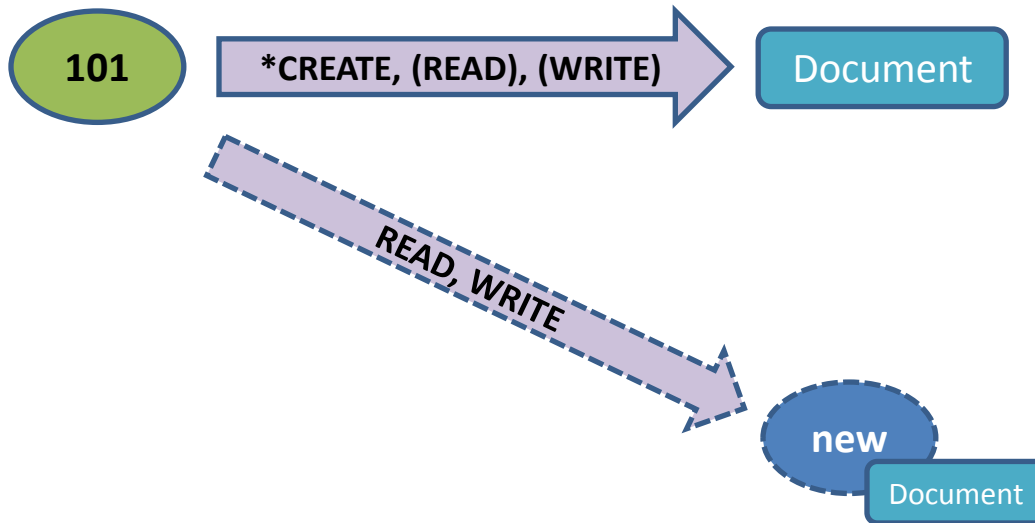 101
*CREATE, (READ), (WRITE)
Document
READ, WRITE
new
Document